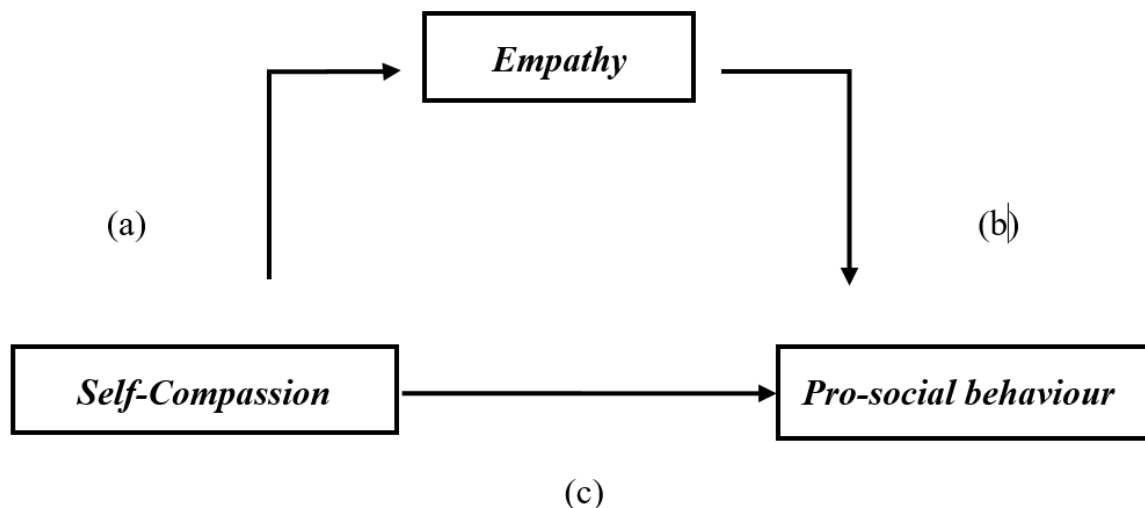 Empathy
(a)
(b)
Self-Compassion
Pro-social behaviour
(c)